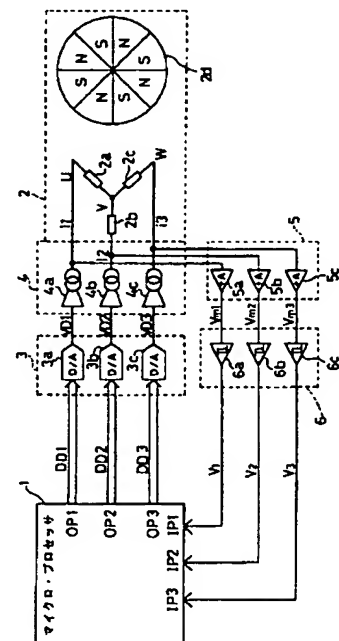 1
マイクロ・プロセッサ
OP1
OP2
OP3
IP1
IP2
IP3
DD1
DD2
DD3
3
3a
D/A
3b
D/A
3c
D/A
VD1
VD2
VD3
4
4a
4b
4c
I1
I2
I3
2
U
V
W
2a
2b
2c
N
S
N
S
N
S
N
S
2d
5
A
5a
A
5b
A
5c
Vm1
Vm2
Vm3
6a
6b
6c
6
V1
V2
V3